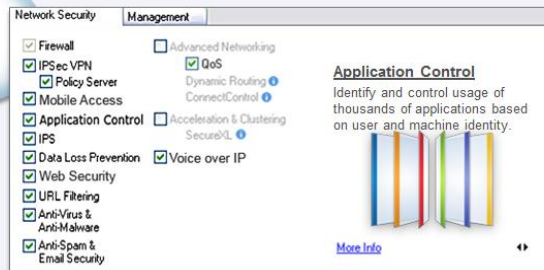 Network Security
Management
Firewall
IPSec VPN
Policy Server
Mobile Access
Application Control
IPS
Data Loss Prevention
Web Security
URL Filtering
Anti-Virus &
Anti-Malware
Anti-Spam &
Email Security
Advanced Networking
QoS
Dynamic Routing
ConnectControl
Acceleration & Clustering
SecureXL
Voice over IP
Application Control
Identify and control usage of
thousands of applications based
on user and machine identity.
More Info